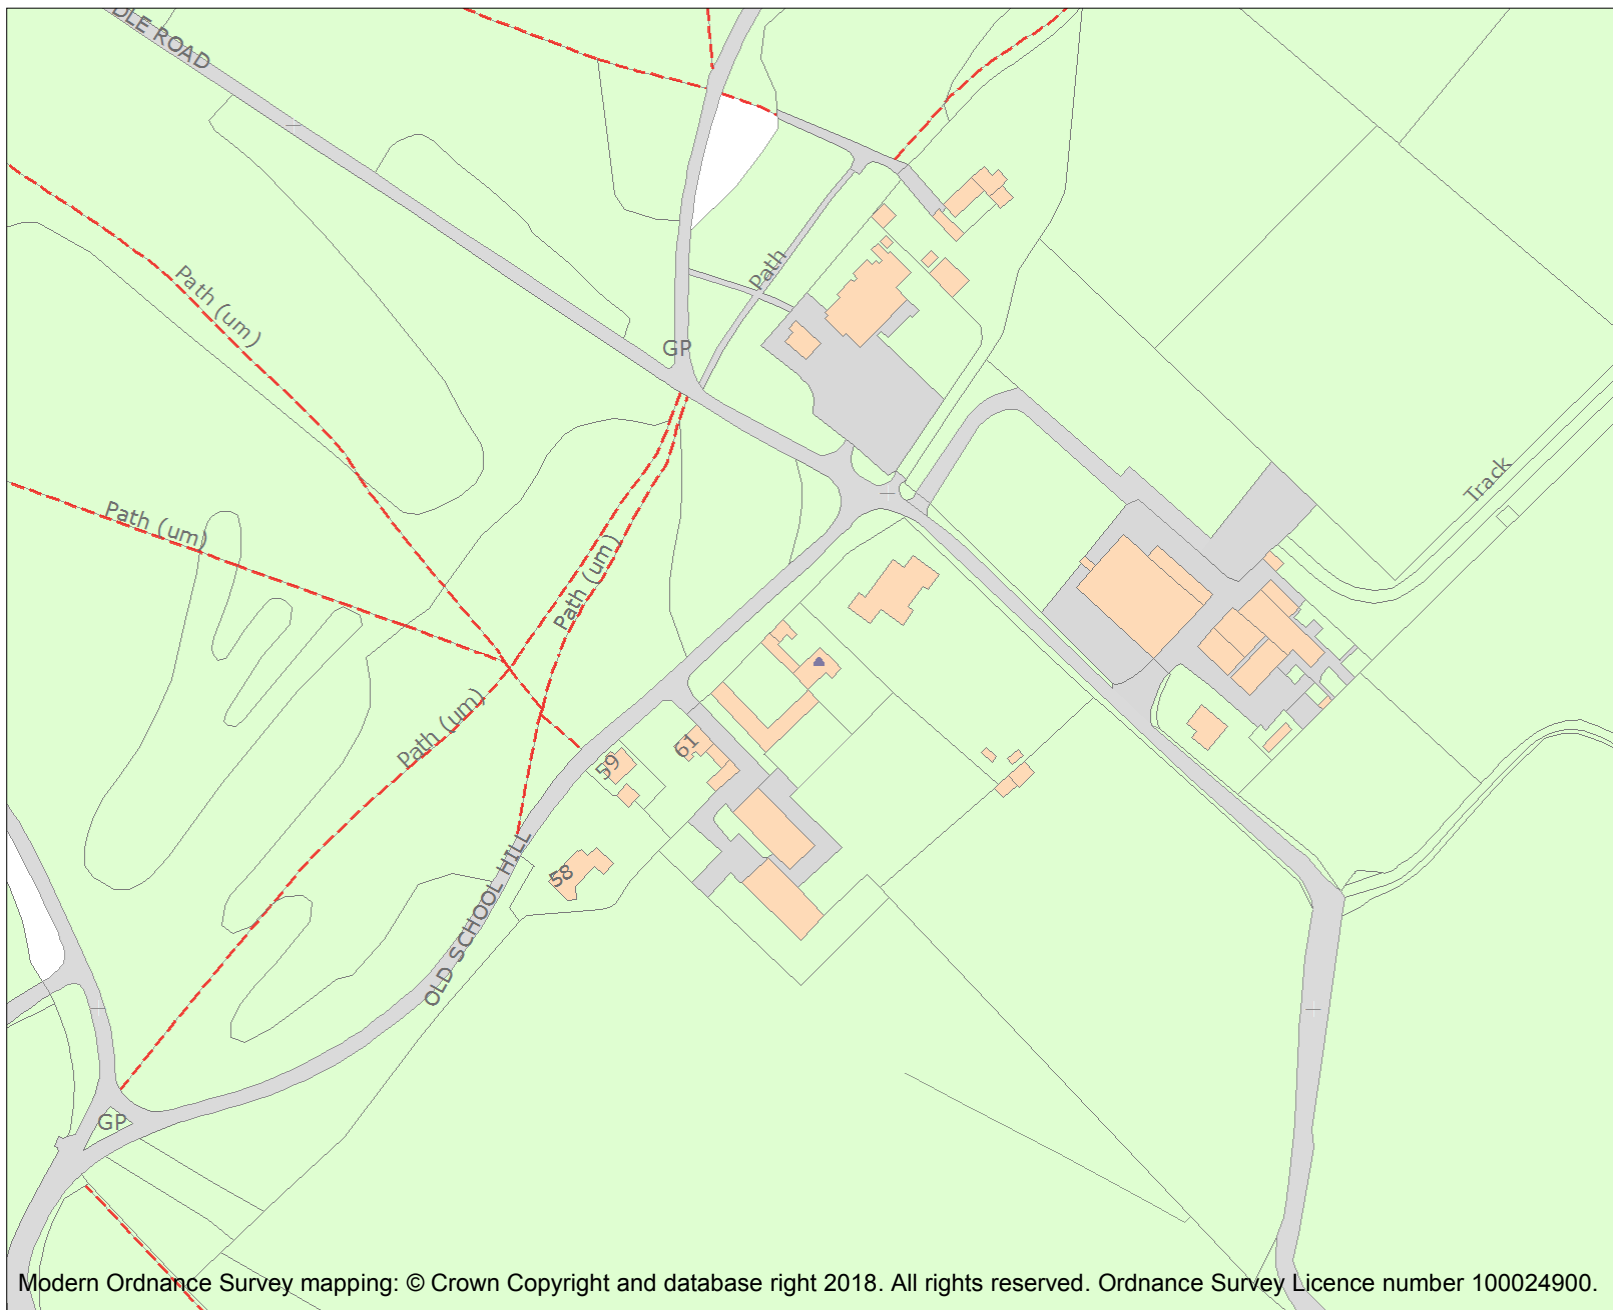 DLE ROAD
Path (um)
Path
GP
Path (um)
Track
Path (um)
Path (um)
61
59
58
OLD SCHOOL HILL
GP
Modern Ordnance Survey mapping: © Crown Copyright and database right 2018. All rights reserved. Ordnance Survey Licence number 100024900.